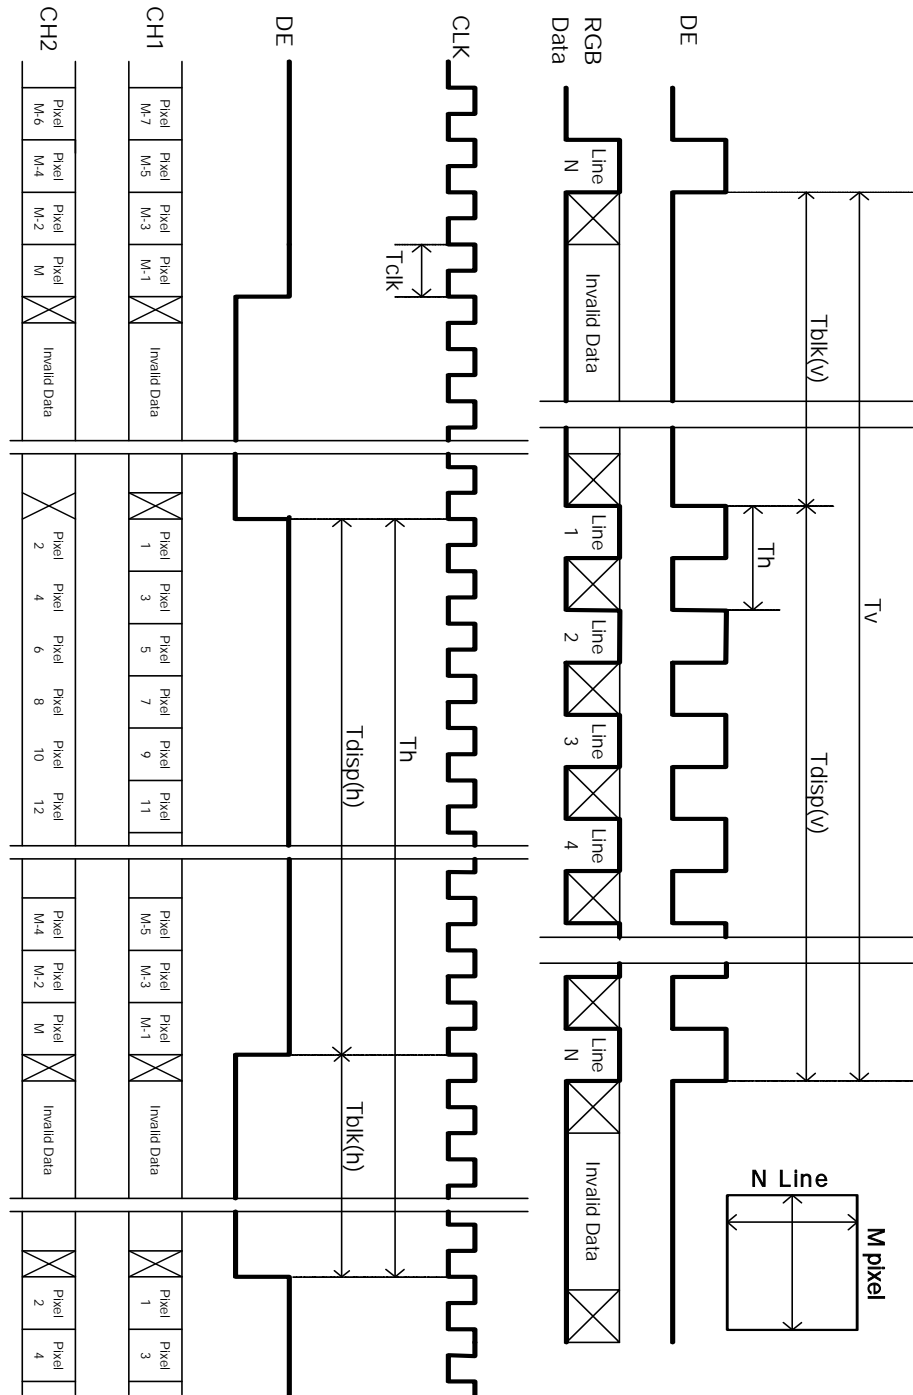 Tv
Tblk(v)
Tdisp(v)
N Line
M pixel
Th
DE
RGB
Data
Line
N
Invalid Data
Line
1
Line
2
Line
3
Line
4
Line
N
Invalid Data
CLK
Tclk
Th
Tdisp(h)
Tblk(h)
DE
CH1
Pixel
M-7
Pixel
M-5
Pixel
M-3
Pixel
M-1
Invalid Data
Pixel
1
Pixel
3
Pixel
5
Pixel
7
Pixel
9
Pixel
11
Pixel
M-5
Pixel
M-3
Pixel
M-1
Invalid Data
Pixel
1
Pixel
3
CH2
Pixel
M-6
Pixel
M-4
Pixel
M-2
Pixel
M
Invalid Data
Pixel
2
Pixel
4
Pixel
6
Pixel
8
Pixel
10
Pixel
12
Pixel
M-4
Pixel
M-2
Pixel
M
Invalid Data
Pixel
2
Pixel
4